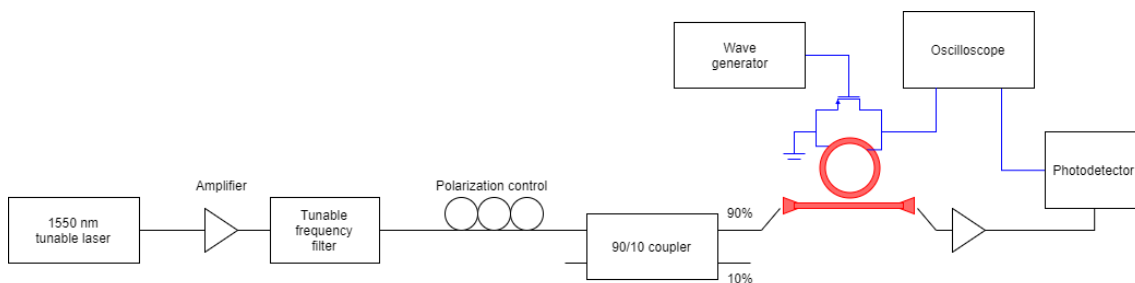 Wave
generator
Oscilloscope
Photodetector
Amplifier
Polarization control
1550 nm
tunable laser
Tunable
frequency
filter
90/10 coupler
90%
10%